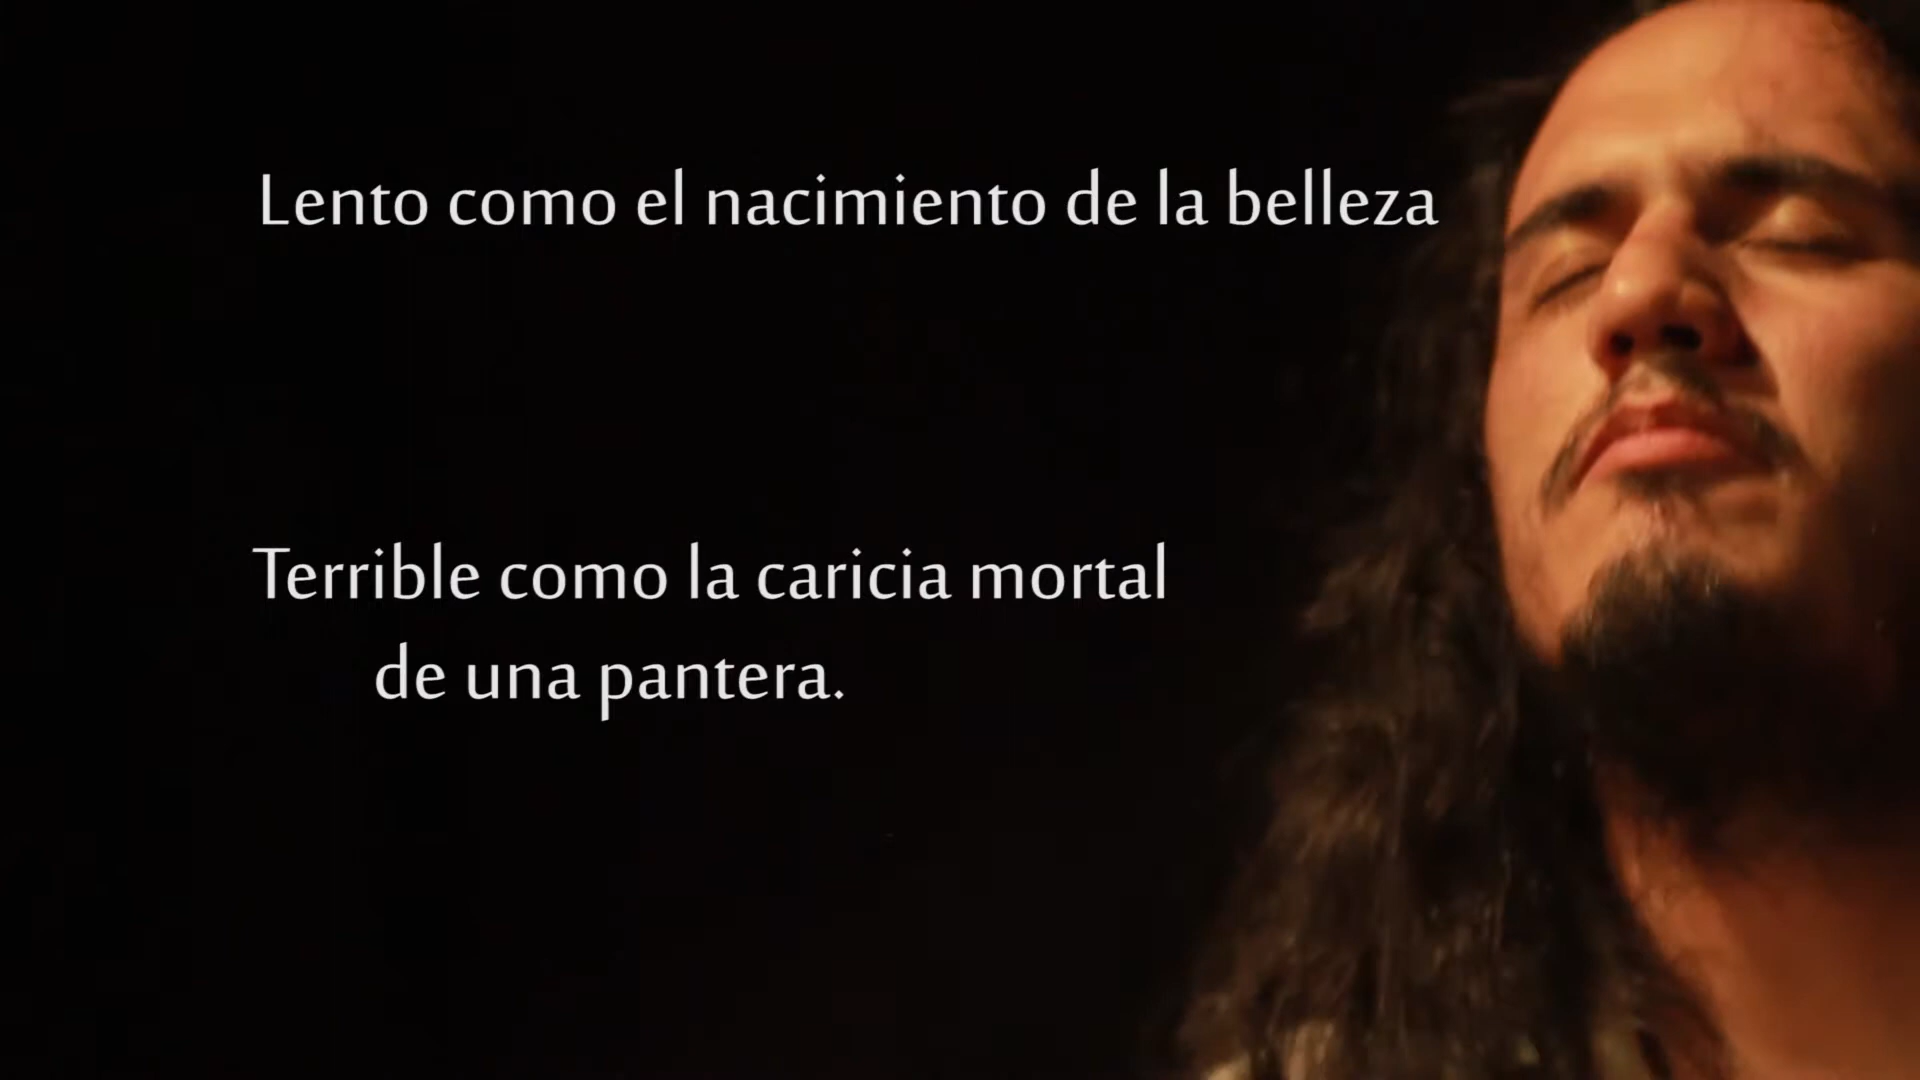 Lento como el nacimiento de la belleza
Terrible como la caricia mortal
de una pantera.